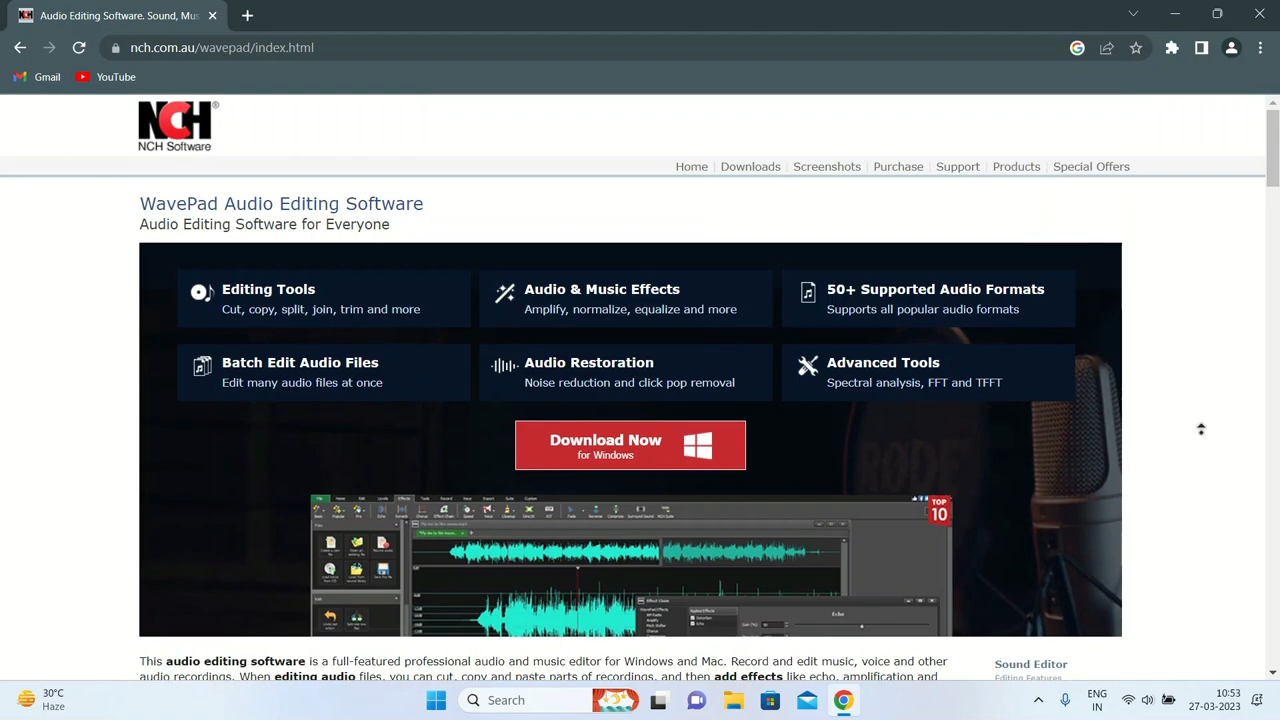 Audio Editing Software. Sound, Mus
nch.com.au/wavepad/index.html
Gmail YouTube
NCH®
NCH Software
Home Downloads Screenshots Purchase Support Products Special Offers
WavePad Audio Editing Software
Audio Editing Software for Everyone
Editing Tools
Cut, copy, split, join, trim and more
Audio & Music Effects
Amplify, normalize, equalize and more
50+ Supported Audio Formats
Supports all popular audio formats
Batch Edit Audio Files
Edit many audio files at once
Audio Restoration
Noise reduction and click pop removal
Advanced Tools
Spectral analysis, FFT and TFFT
Download Now
for Windows
TOP
10
Echo
This audio editing software is a full-featured professional audio and music editor for Windows and Mac. Record and edit music, voice and other
audio recordings. When editing audio files, you can cut, copy and paste parts of recordings, and then add effects like echo, amplification and
Sound Editor
Editing Features
30°C
Haze
Search
ENG
IN
10:53
27-03-2023